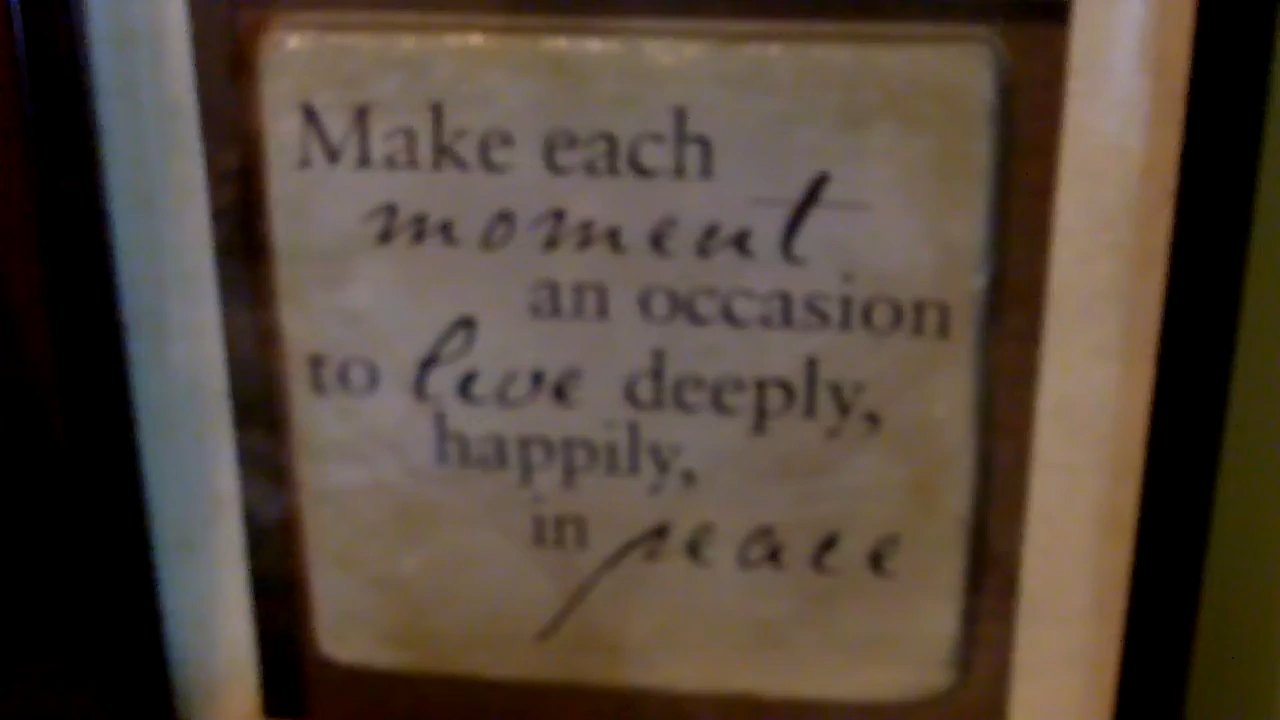 Make each
moment
an occasion
to live deeply,
happily,
in peace